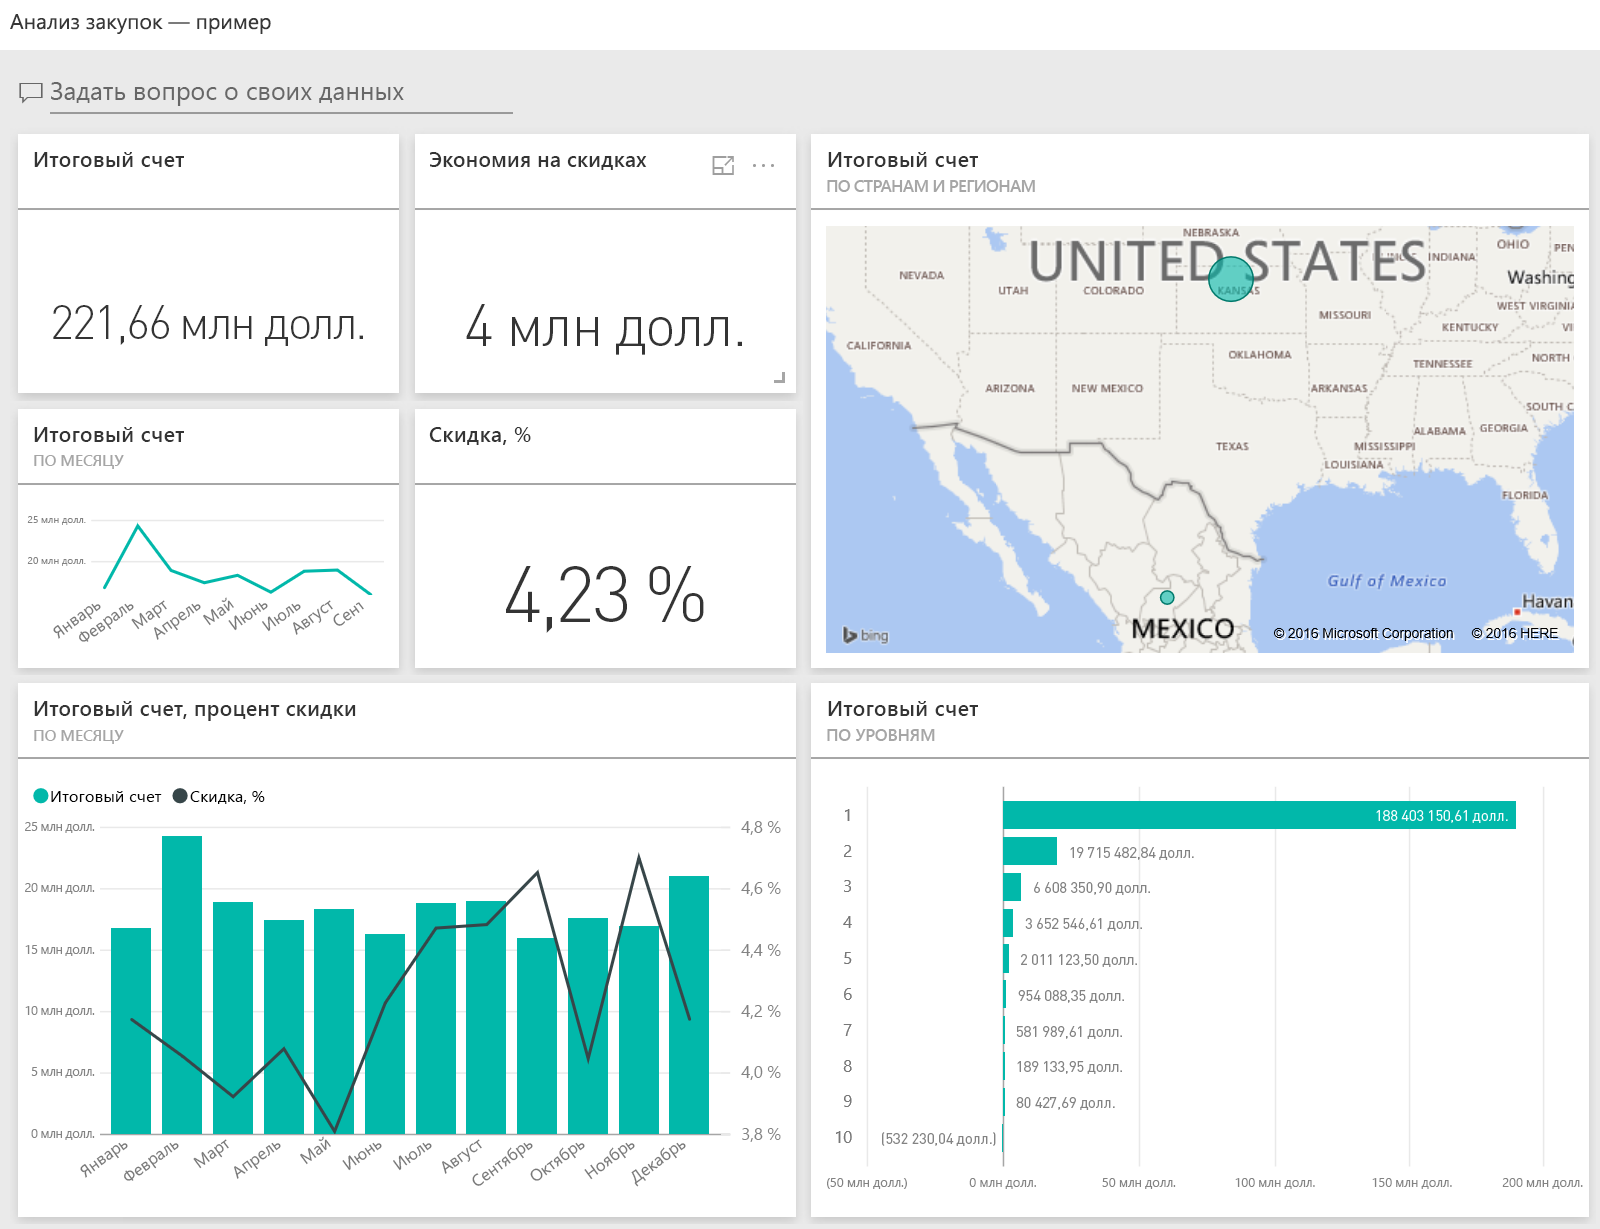 Анализ закупок — пример
Задать вопрос о своих данных
Итоговый счет
221,66 млн долл.
Экономия на скидках
4 млн долл.
Итоговый счет
ПО СТРАНАМ И РЕГИОНАМ
NEBRASKA
UNITED STATES
OHIO
PEN
INDIANA
NEVADA
Washing
UTAH
COLORADO
KANSAS
WEST VIRGINIA
MISSOURI
KENTUCKY
VI
CALIFORNIA
OKLAHOMA
TENNESSEE
NORTH C
ARIZONA
NEW MEXICO
ARKANSAS
SOUTH C
ALABAMA
GEORGIA
TEXAS
MISSISSIPPI
LOUISIANA
FLORIDA
Gulf of Mexico
Havan
MEXICO
bing
© 2016 Microsoft Corporation
© 2016 HERE
Итоговый счет
ПО МЕСЯЦУ
25 млн долл.
20 млн долл.
Январь
Февраль
Март
Апрель
Май
Июнь
Июль
Август
Сент
Скидка, %
4,23 %
Итоговый счет, процент скидки
ПО МЕСЯЦУ
Итоговый счет
Скидка, %
25 млн долл.
4,8 %
20 млн долл.
4,6 %
15 млн долл.
4,4 %
10 млн долл.
4,2 %
5 млн долл.
4,0 %
0 млн долл.
3,8 %
Январь
Февраль
Март
Апрель
Май
Июнь
Июль
Август
Сентябрь
Октябрь
Ноябрь
Декабрь
Итоговый счет
ПО УРОВНЯМ
1 188 403 150,61 долл.
2 19 715 482,84 долл.
3 6 608 350,90 долл.
4 3 652 546,61 долл.
5 2 011 123,50 долл.
6 954 088,35 долл.
7 581 989,61 долл.
8 189 133,95 долл.
9 80 427,69 долл.
10 (532 230,04 долл.)
(50 млн долл.) 0 млн долл. 50 млн долл. 100 млн долл. 150 млн долл. 200 млн долл.